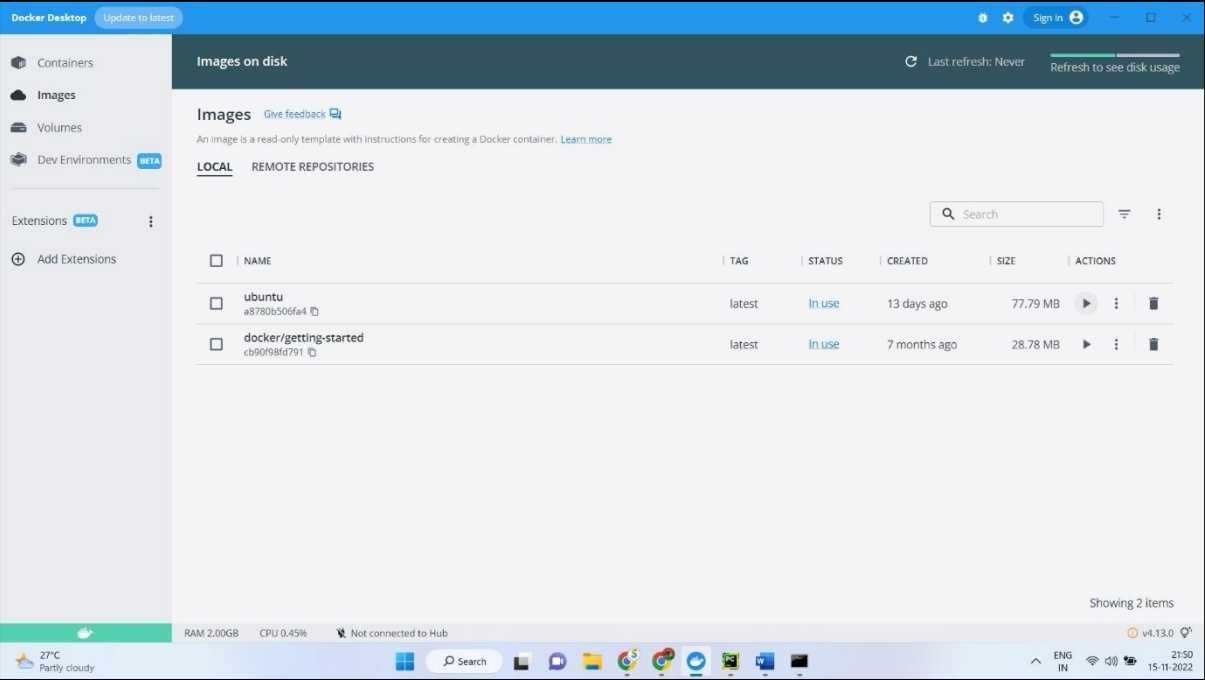 Docker Desktop Update to latest Sign in
Containers
Images
Volumes
Dev Environments BETA
Extensions BETA
Add Extensions
Images on disk Last refresh: Never Refresh to see disk usage
Images Give feedback
An image is a read-only template with instructions for creating a Docker container. Learn more
LOCAL REMOTE REPOSITORIES
Search
NAME TAG STATUS CREATED SIZE ACTIONS
ubuntu
a8780b506fa4
latest In use 13 days ago 77.79 MB
docker/getting-started
cb90f98fd791
latest In use 7 months ago 28.78 MB
Showing 2 items
RAM 2.00GB CPU 0.45% Not connected to Hub v4.13.0
27°C
Partly cloudy
Search
ENG
IN
21:50
15-11-2022